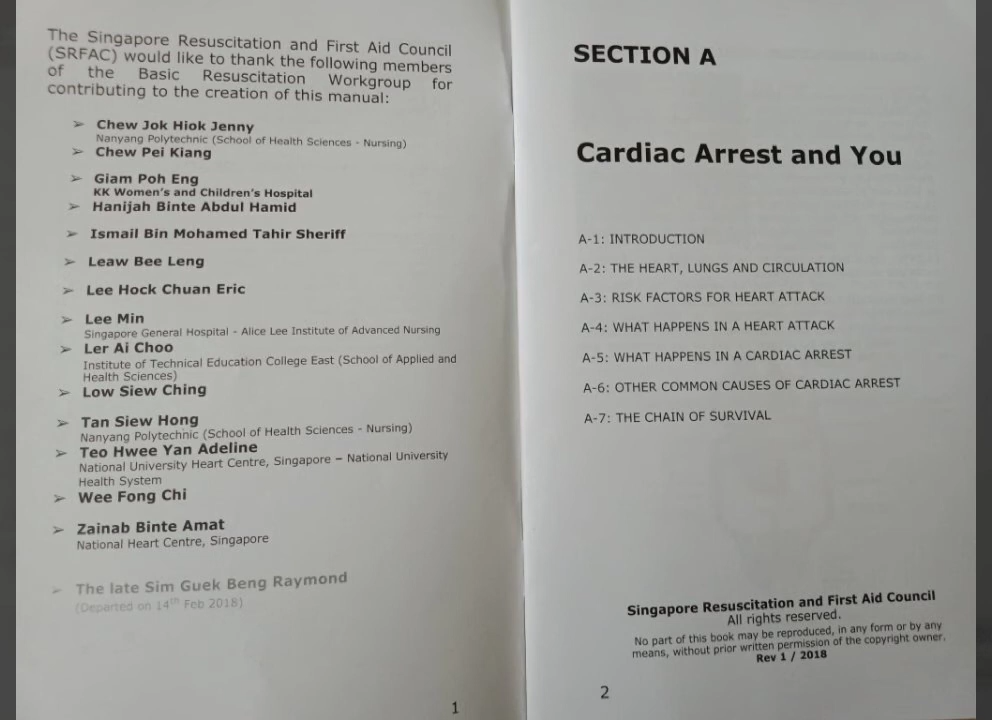 The Singapore Resuscitation and First Aid Council
(SRFAC) would like to thank the following members
of the Basic Resuscitation Workgroup for
contributing to the creation of this manual:
➢ Chew Jok Hiok Jenny
Nanyang Polytechnic (School of Health Sciences - Nursing)
➢ Chew Pei Kiang
➢ Giam Poh Eng
KK Women's and Children's Hospital
➢ Hanijah Binte Abdul Hamid
➢ Ismail Bin Mohamed Tahir Sheriff
➢ Leaw Bee Leng
➢ Lee Hock Chuan Eric
➢ Lee Min
Singapore General Hospital - Alice Lee Institute of Advanced Nursing
➢ Ler Ai Choo
Institute of Technical Education College East (School of Applied and
Health Sciences)
➢ Low Siew Ching
➢ Tan Siew Hong
Nanyang Polytechnic (School of Health Sciences - Nursing)
➢ Teo Hwee Yan Adeline
National University Heart Centre, Singapore – National University
Health System
➢ Wee Fong Chi
➢ Zainab Binte Amat
National Heart Centre, Singapore
➢ The late Sim Guek Beng Raymond
(Departed on 14th Feb 2018)
1
SECTION A
Cardiac Arrest and You
A-1: INTRODUCTION
A-2: THE HEART, LUNGS AND CIRCULATION
A-3: RISK FACTORS FOR HEART ATTACK
A-4: WHAT HAPPENS IN A HEART ATTACK
A-5: WHAT HAPPENS IN A CARDIAC ARREST
A-6: OTHER COMMON CAUSES OF CARDIAC ARREST
A-7: THE CHAIN OF SURVIVAL
Singapore Resuscitation and First Aid Council
All rights reserved.
No part of this book may be reproduced, in any form or by any
means, without prior written permission of the copyright owner.
Rev 1 / 2018
2